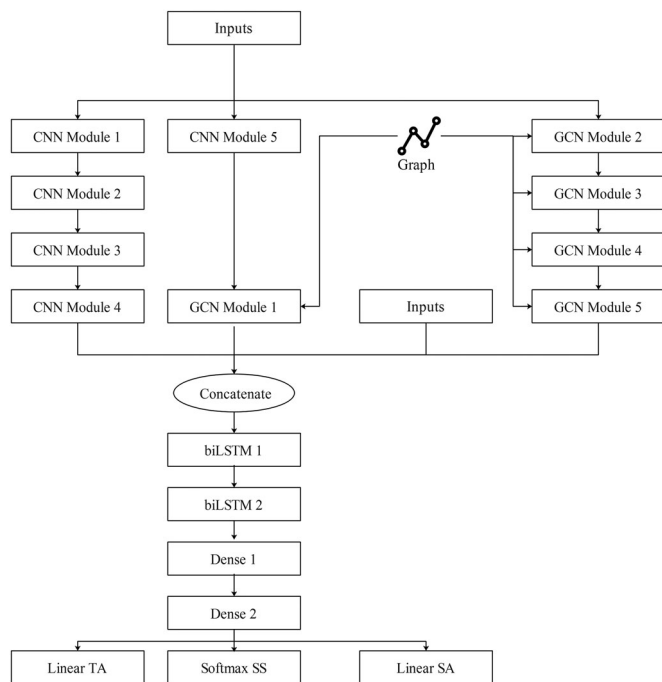 Inputs
CNN Module 1
CNN Module 5
GCN Module 2
Graph
CNN Module 2
GCN Module 3
CNN Module 3
GCN Module 4
CNN Module 4
GCN Module 1
Inputs
GCN Module 5
Concatenate
biLSTM 1
biLSTM 2
Dense 1
Dense 2
Linear TA
Softmax SS
Linear SA